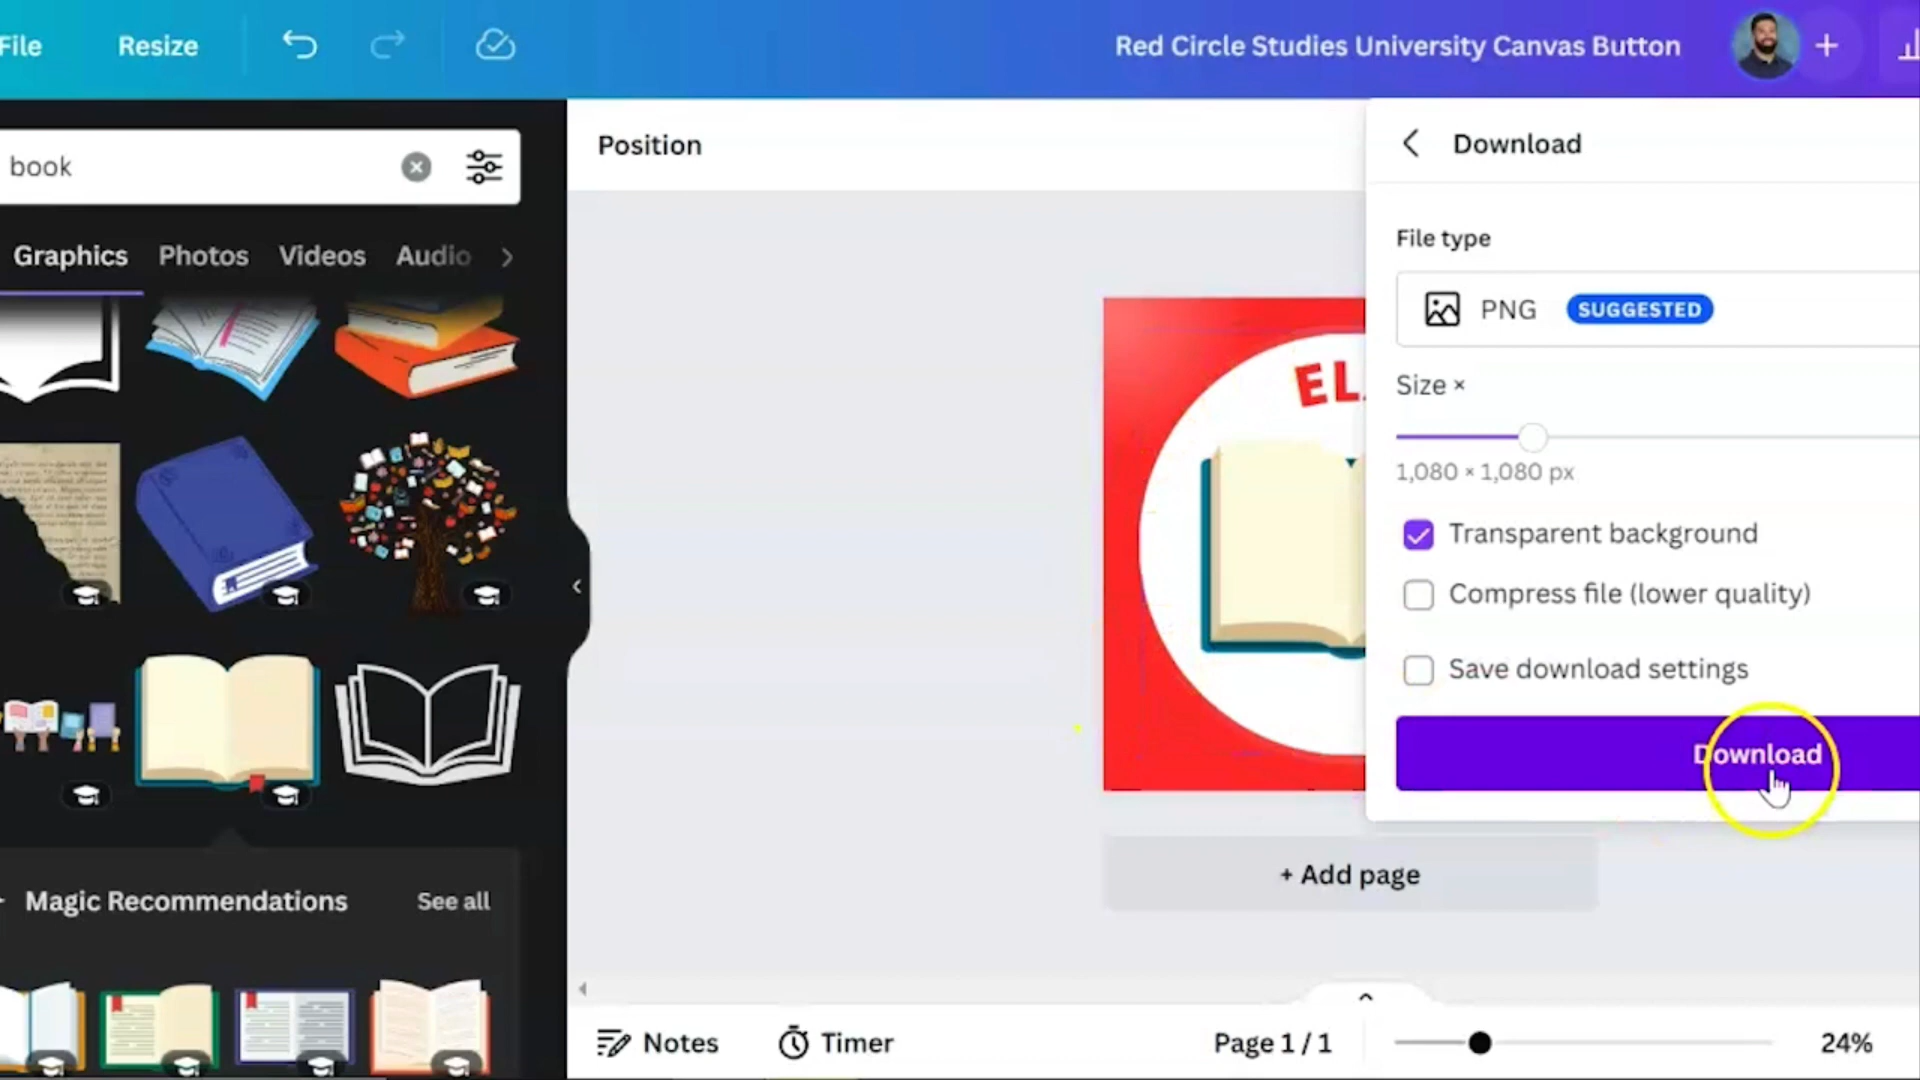 File
Resize
Red Circle Studies University Canvas Button
book
Graphics
Photos
Videos
Audio
Magic Recommendations
See all
Position
EL
+ Add page
Notes
Timer
Page 1 / 1
24%
Download
File type
PNG
SUGGESTED
Size ×
1,080 × 1,080 px
Transparent background
Compress file (lower quality)
Save download settings
Download